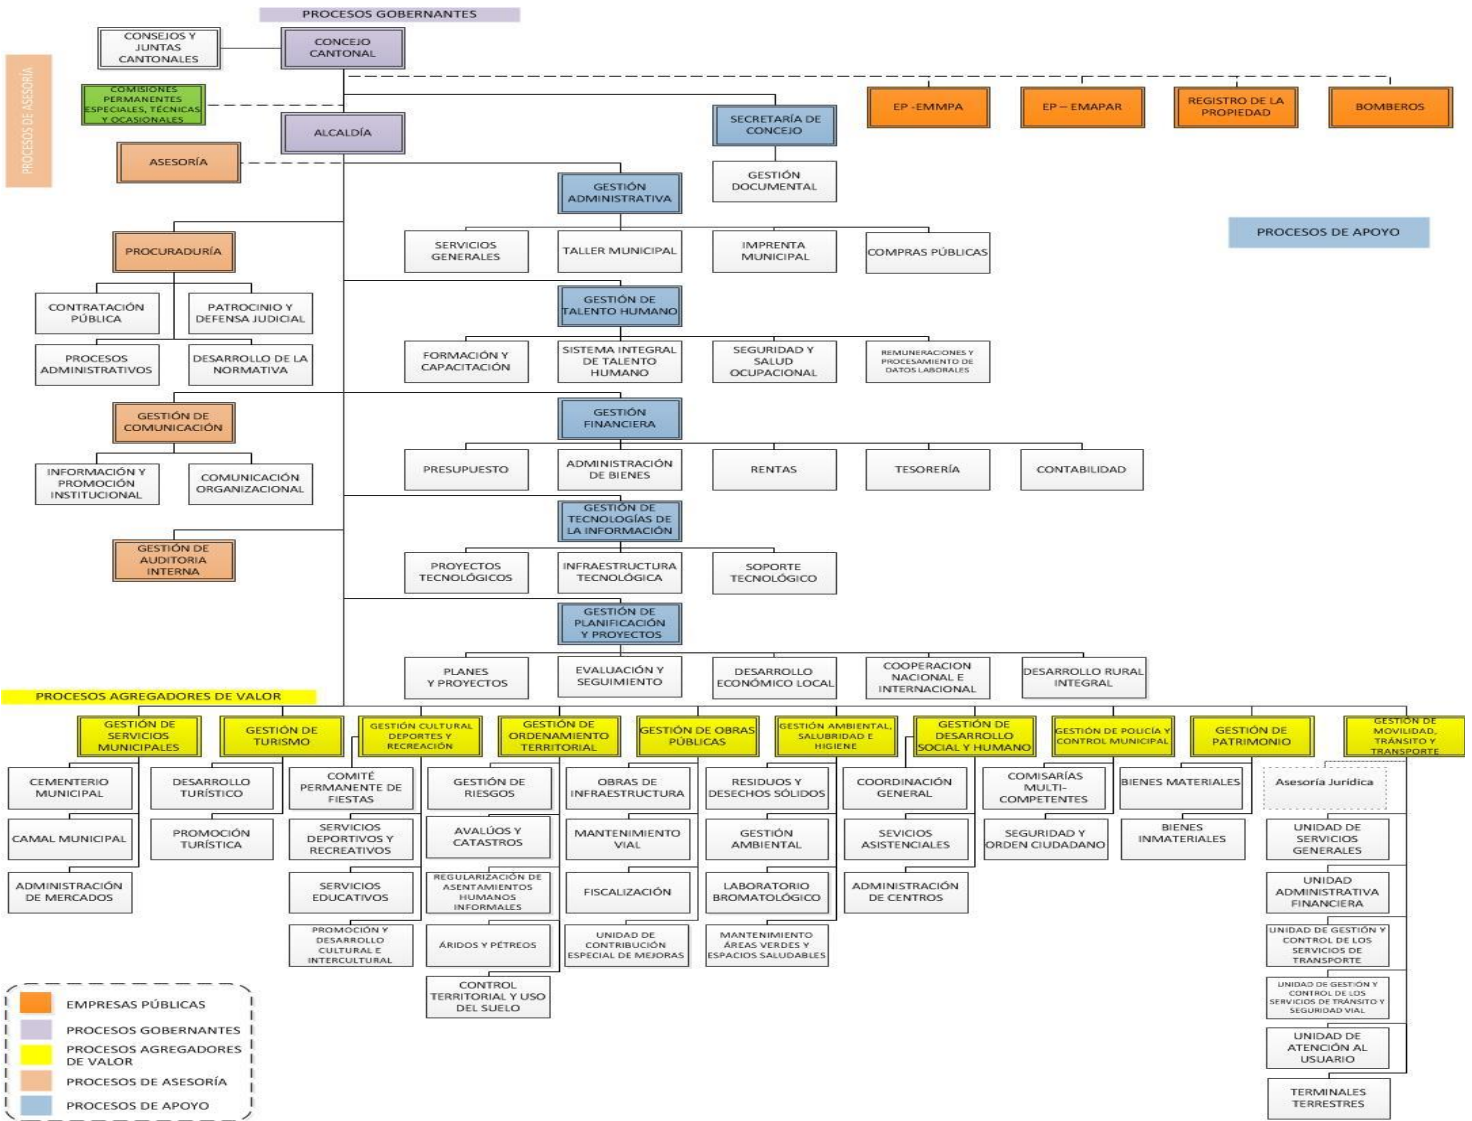 PROCESOS GOBERNANTES
CONSEJOS Y
JUNTAS
CANTONALES
CONCEJO
CANTONAL
PROCESOS DE ASESORÍA
COMISIONES
PERMANENTES
ESPECIALES, TÉCNICAS
Y OCASIONALES
ALCALDÍA
SECRETARÍA DE
CONCEJO
EP -EMMPA
EP – EMAPAR
REGISTRO DE LA
PROPIEDAD
BOMBEROS
ASESORÍA
GESTIÓN
DOCUMENTAL
GESTIÓN
ADMINISTRATIVA
PROCESOS DE APOYO
SERVICIOS
GENERALES
TALLER MUNICIPAL
IMPRENTA
MUNICIPAL
COMPRAS PÚBLICAS
PROCURADURÍA
CONTRATACIÓN
PÚBLICA
PATROCINIO Y
DEFENSA JUDICIAL
PROCESOS
ADMINISTRATIVOS
DESARROLLO DE LA
NORMATIVA
GESTIÓN DE
TALENTO HUMANO
FORMACIÓN Y
CAPACITACIÓN
SISTEMA INTEGRAL
DE TALENTO
HUMANO
SEGURIDAD Y
SALUD
OCUPACIONAL
REMUNERACIONES Y
PROCESAMIENTO DE
DATOS LABORALES
GESTIÓN DE
COMUNICACIÓN
INFORMACIÓN Y
PROMOCIÓN
INSTITUCIONAL
COMUNICACIÓN
ORGANIZACIONAL
GESTIÓN
FINANCIERA
PRESUPUESTO
ADMINISTRACIÓN
DE BIENES
RENTAS
TESORERÍA
CONTABILIDAD
GESTIÓN DE
TECNOLOGÍAS DE
LA INFORMACIÓN
GESTIÓN DE
AUDITORIA
INTERNA
PROYECTOS
TECNOLÓGICOS
INFRAESTRUCTURA
TECNOLÓGICA
SOPORTE
TECNOLÓGICO
GESTIÓN DE
PLANIFICACIÓN
Y PROYECTOS
PLANES
Y PROYECTOS
EVALUACIÓN Y
SEGUIMIENTO
DESARROLLO
ECONÓMICO LOCAL
COOPERACION
NACIONAL E
INTERNACIONAL
DESARROLLO RURAL
INTEGRAL
PROCESOS AGREGADORES DE VALOR
GESTIÓN DE
SERVICIOS
MUNICIPALES
CEMENTERIO
MUNICIPAL
CAMAL MUNICIPAL
ADMINISTRACIÓN
DE MERCADOS
GESTIÓN DE
TURISMO
DESARROLLO
TURÍSTICO
PROMOCIÓN
TURÍSTICA
GESTIÓN CULTURAL
DEPORTES Y
RECREACIÓN
COMITÉ
PERMANENTE DE
FIESTAS
SERVICIOS
DEPORTIVOS Y
RECREATIVOS
SERVICIOS
EDUCATIVOS
PROMOCIÓN Y
DESARROLLO
CULTURAL E
INTERCULTURAL
GESTIÓN DE
ORDENAMIENTO
TERRITORIAL
GESTIÓN DE
RIESGOS
AVALÚOS Y
CATASTROS
REGULARIZACIÓN DE
ASENTAMIENTOS
HUMANOS
INFORMALES
ÁRIDOS Y PÉTREOS
CONTROL
TERRITORIAL Y USO
DEL SUELO
GESTIÓN DE OBRAS
PÚBLICAS
OBRAS DE
INFRAESTRUCTURA
MANTENIMIENTO
VIAL
FISCALIZACIÓN
UNIDAD DE
CONTRIBUCIÓN
ESPECIAL DE MEJORAS
GESTIÓN AMBIENTAL,
SALUBRIDAD E
HIGIENE
RESIDUOS Y
DESECHOS SÓLIDOS
GESTIÓN
AMBIENTAL
LABORATORIO
BROMATOLÓGICO
MANTENIMIENTO
ÁREAS VERDES Y
ESPACIOS SALUDABLES
GESTIÓN DE
DESARROLLO
SOCIAL Y HUMANO
COORDINACIÓN
GENERAL
SEVICIOS
ASISTENCIALES
ADMINISTRACIÓN
DE CENTROS
GESTIÓN DE POLICÍA Y
CONTROL MUNICIPAL
COMISARÍAS
MULTI-
COMPETENTES
SEGURIDAD Y
ORDEN CIUDADANO
GESTIÓN DE
PATRIMONIO
BIENES MATERIALES
BIENES
INMATERIALES
GESTIÓN DE
MOVILIDAD,
TRÁNSITO Y
TRANSPORTE
Asesoría Jurídica
UNIDAD DE
SERVICIOS
GENERALES
UNIDAD
ADMINISTRATIVA
FINANCIERA
UNIDAD DE GESTIÓN Y
CONTROL DE LOS
SERVICIOS DE
TRANSPORTE
UNIDAD DE GESTIÓN Y
CONTROL DE LOS
SERVICIOS DE TRÁNSITO Y
SEGURIDAD VIAL
UNIDAD DE
ATENCIÓN AL
USUARIO
TERMINALES
TERRESTRES
EMPRESAS PÚBLICAS
PROCESOS GOBERNANTES
PROCESOS AGREGADORES
DE VALOR
PROCESOS DE ASESORÍA
PROCESOS DE APOYO